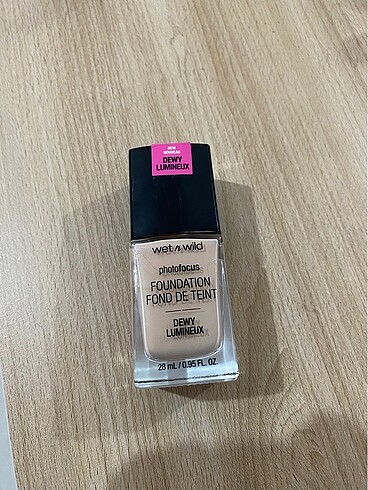 NEW
NOUVEAU
DEWY
LUMINEUX
wet n wild
photofocus
FOUNDATION
FOND DE TEINT
DEWY
LUMINEUX
28 mL / 0.95 FL. OZ.